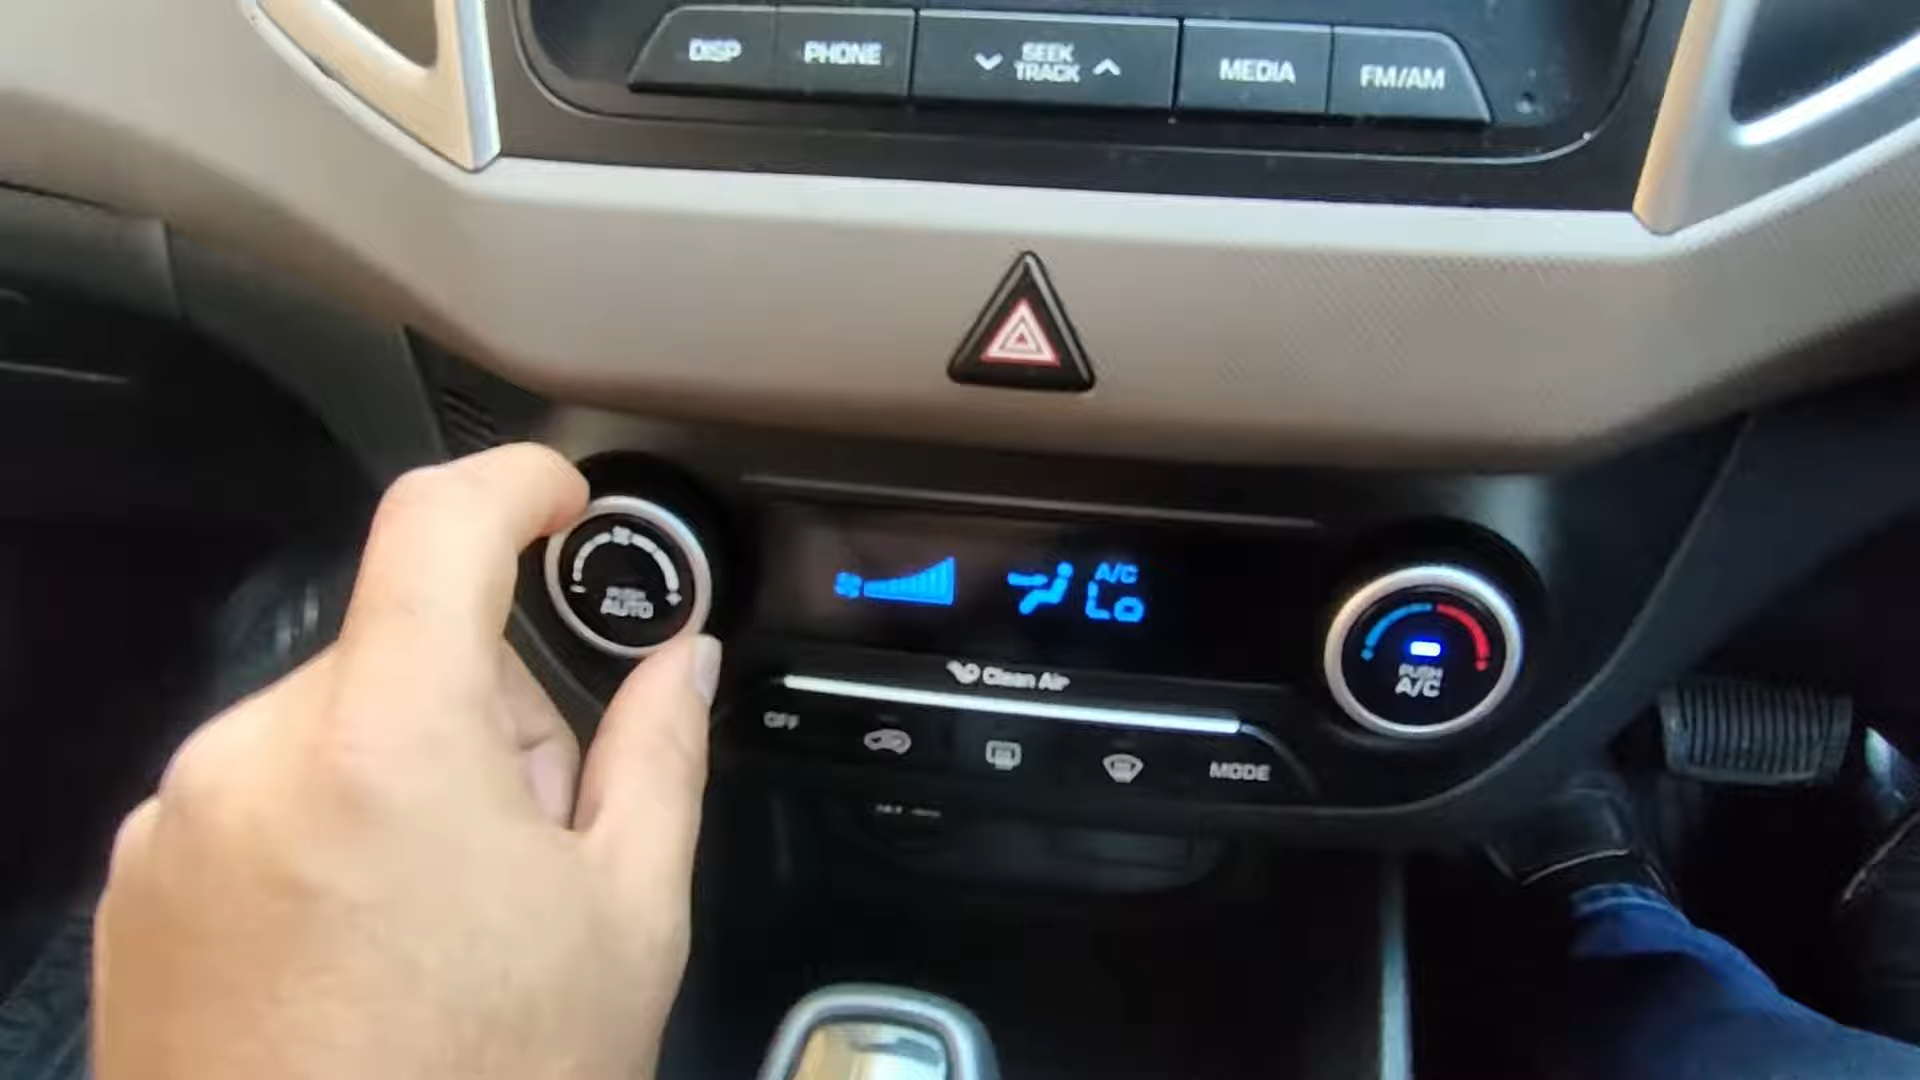 DISP
PHONE
SEEK
TRACK
MEDIA
FM/AM
A/C
Lo
PUSH
AUTO
Clean Air
PUSH
A/C
OFF
MODE